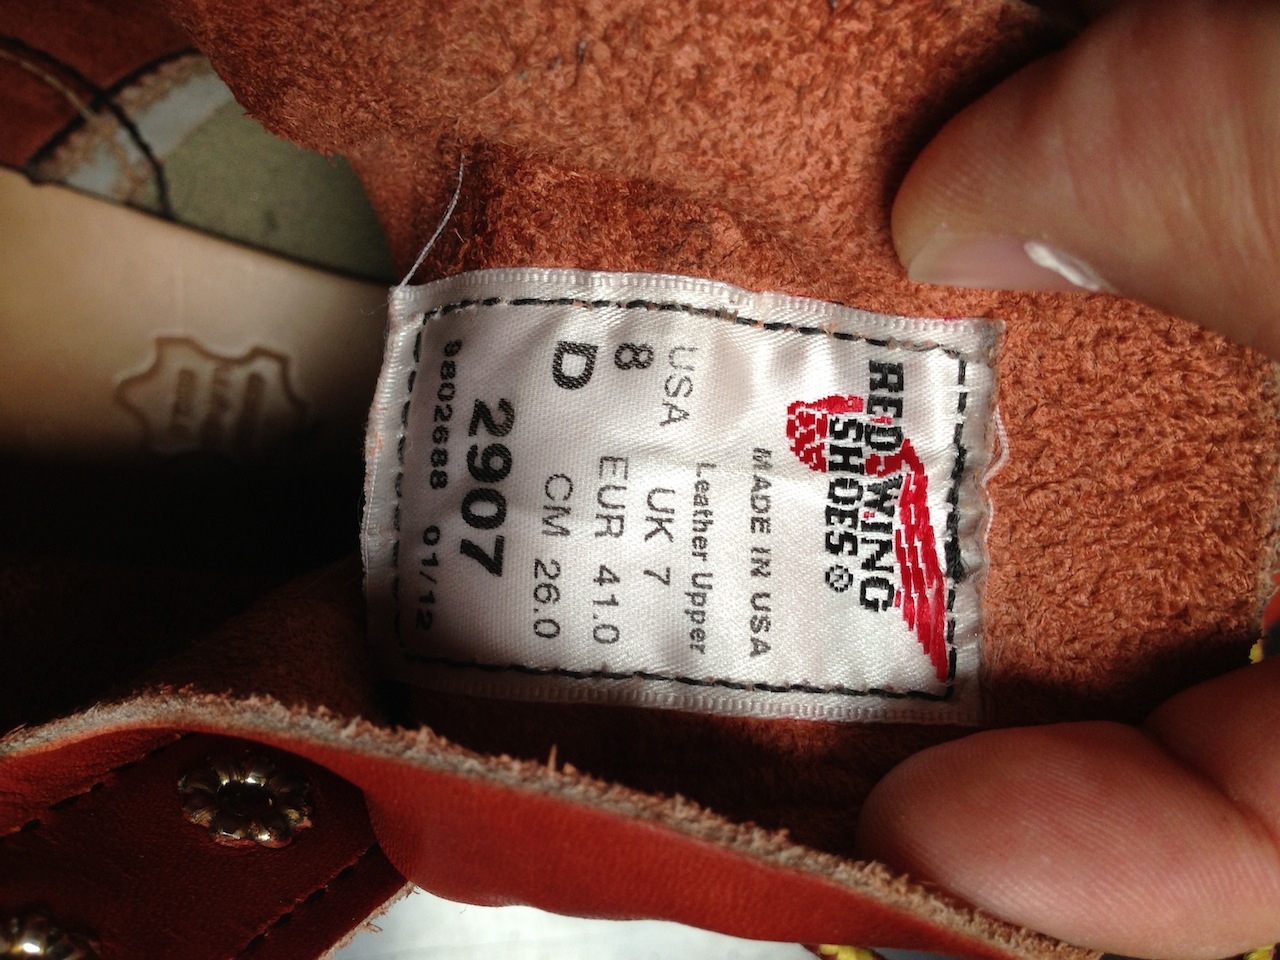 RED WING
SHOES®
MADE IN USA
Leather Upper
USA UK 7
8 EUR 41.0
D CM 26.0
2907
9802688 01/12